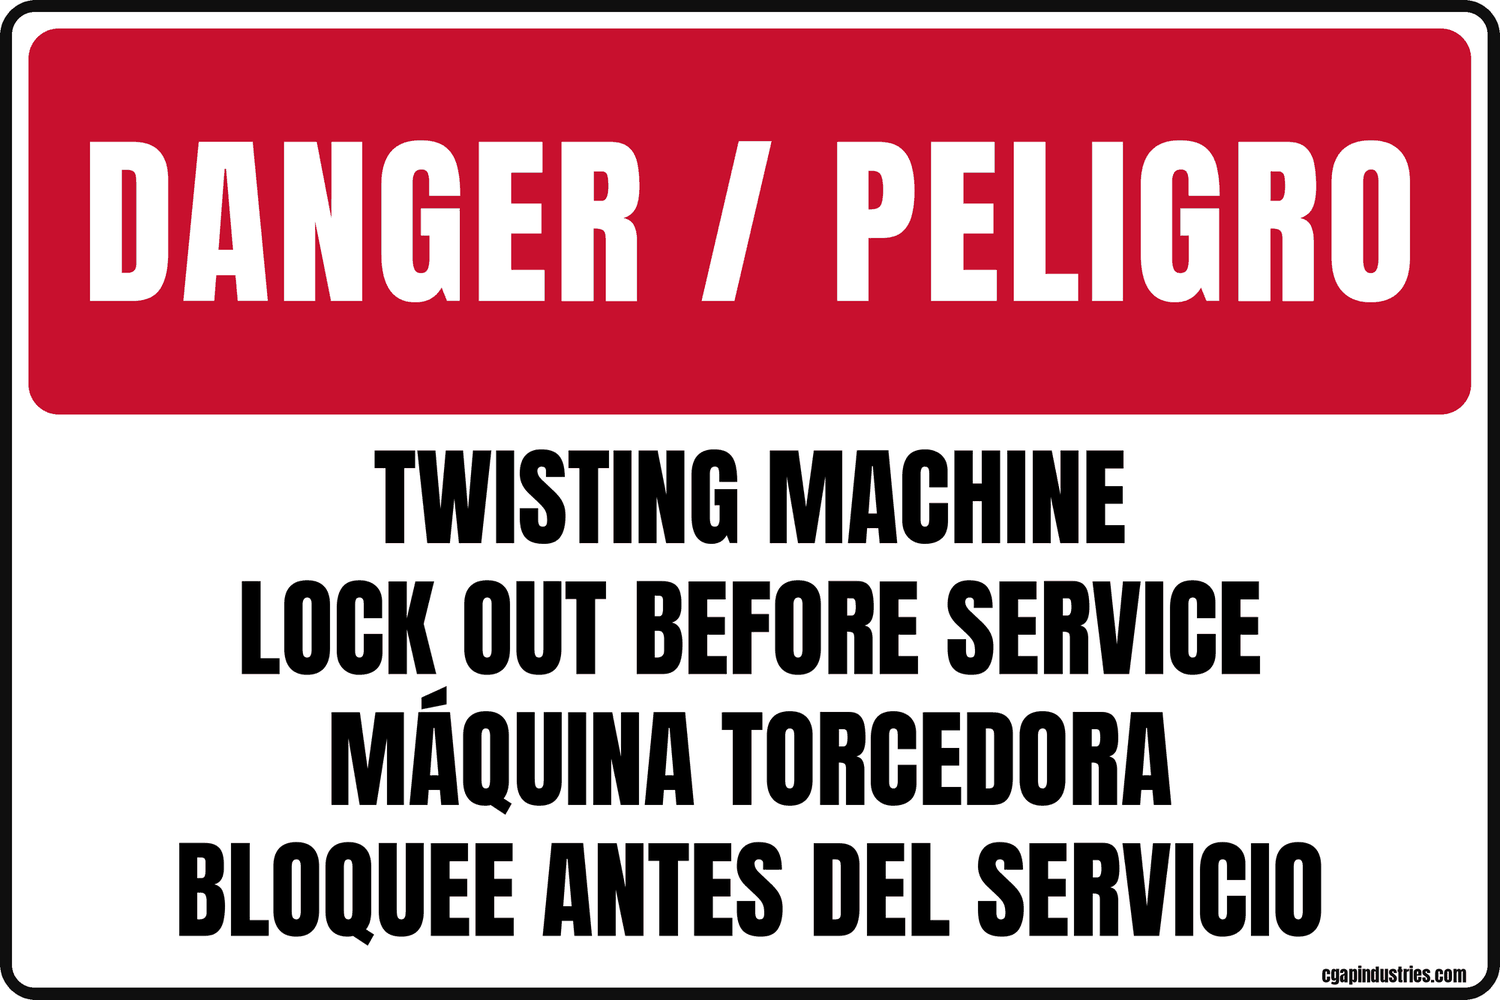 DANGER / PELIGRO
TWISTING MACHINE
LOCK OUT BEFORE SERVICE
MÁQUINA TORCEDORA
BLOQUEE ANTES DEL SERVICIO
cgapindustries.com